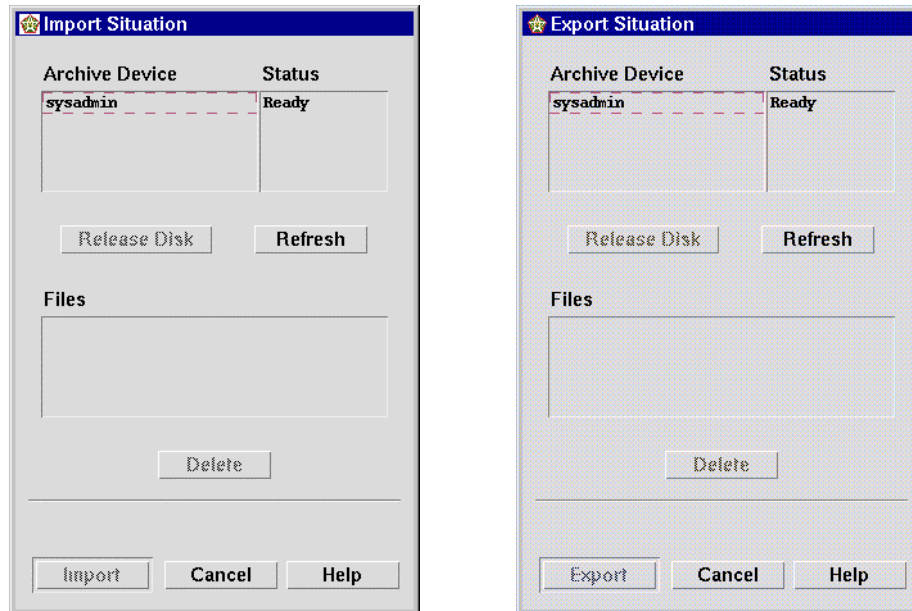 Import Situation
Archive Device Status
sysadmin Ready
Release Disk Refresh
Files
Delete
Import Cancel Help
Export Situation
Archive Device Status
sysadmin Ready
Release Disk Refresh
Files
Delete
Export Cancel Help